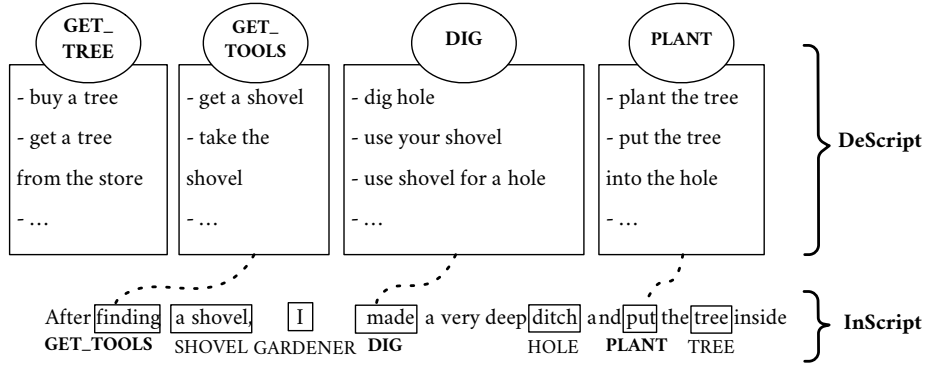 GET_
TREE
GET_
TOOLS
DIG
PLANT
- buy a tree
- get a tree
from the store
- …
- get a shovel
- take the
shovel
- …
- dig hole
- use your shovel
- use shovel for a hole
- …
- plant the tree
- put the tree
into the hole
- …
DeScript
After finding a shovel, I made a very deep ditch and put the tree inside
GET_TOOLS SHOVEL GARDENER DIG HOLE PLANT TREE
InScript